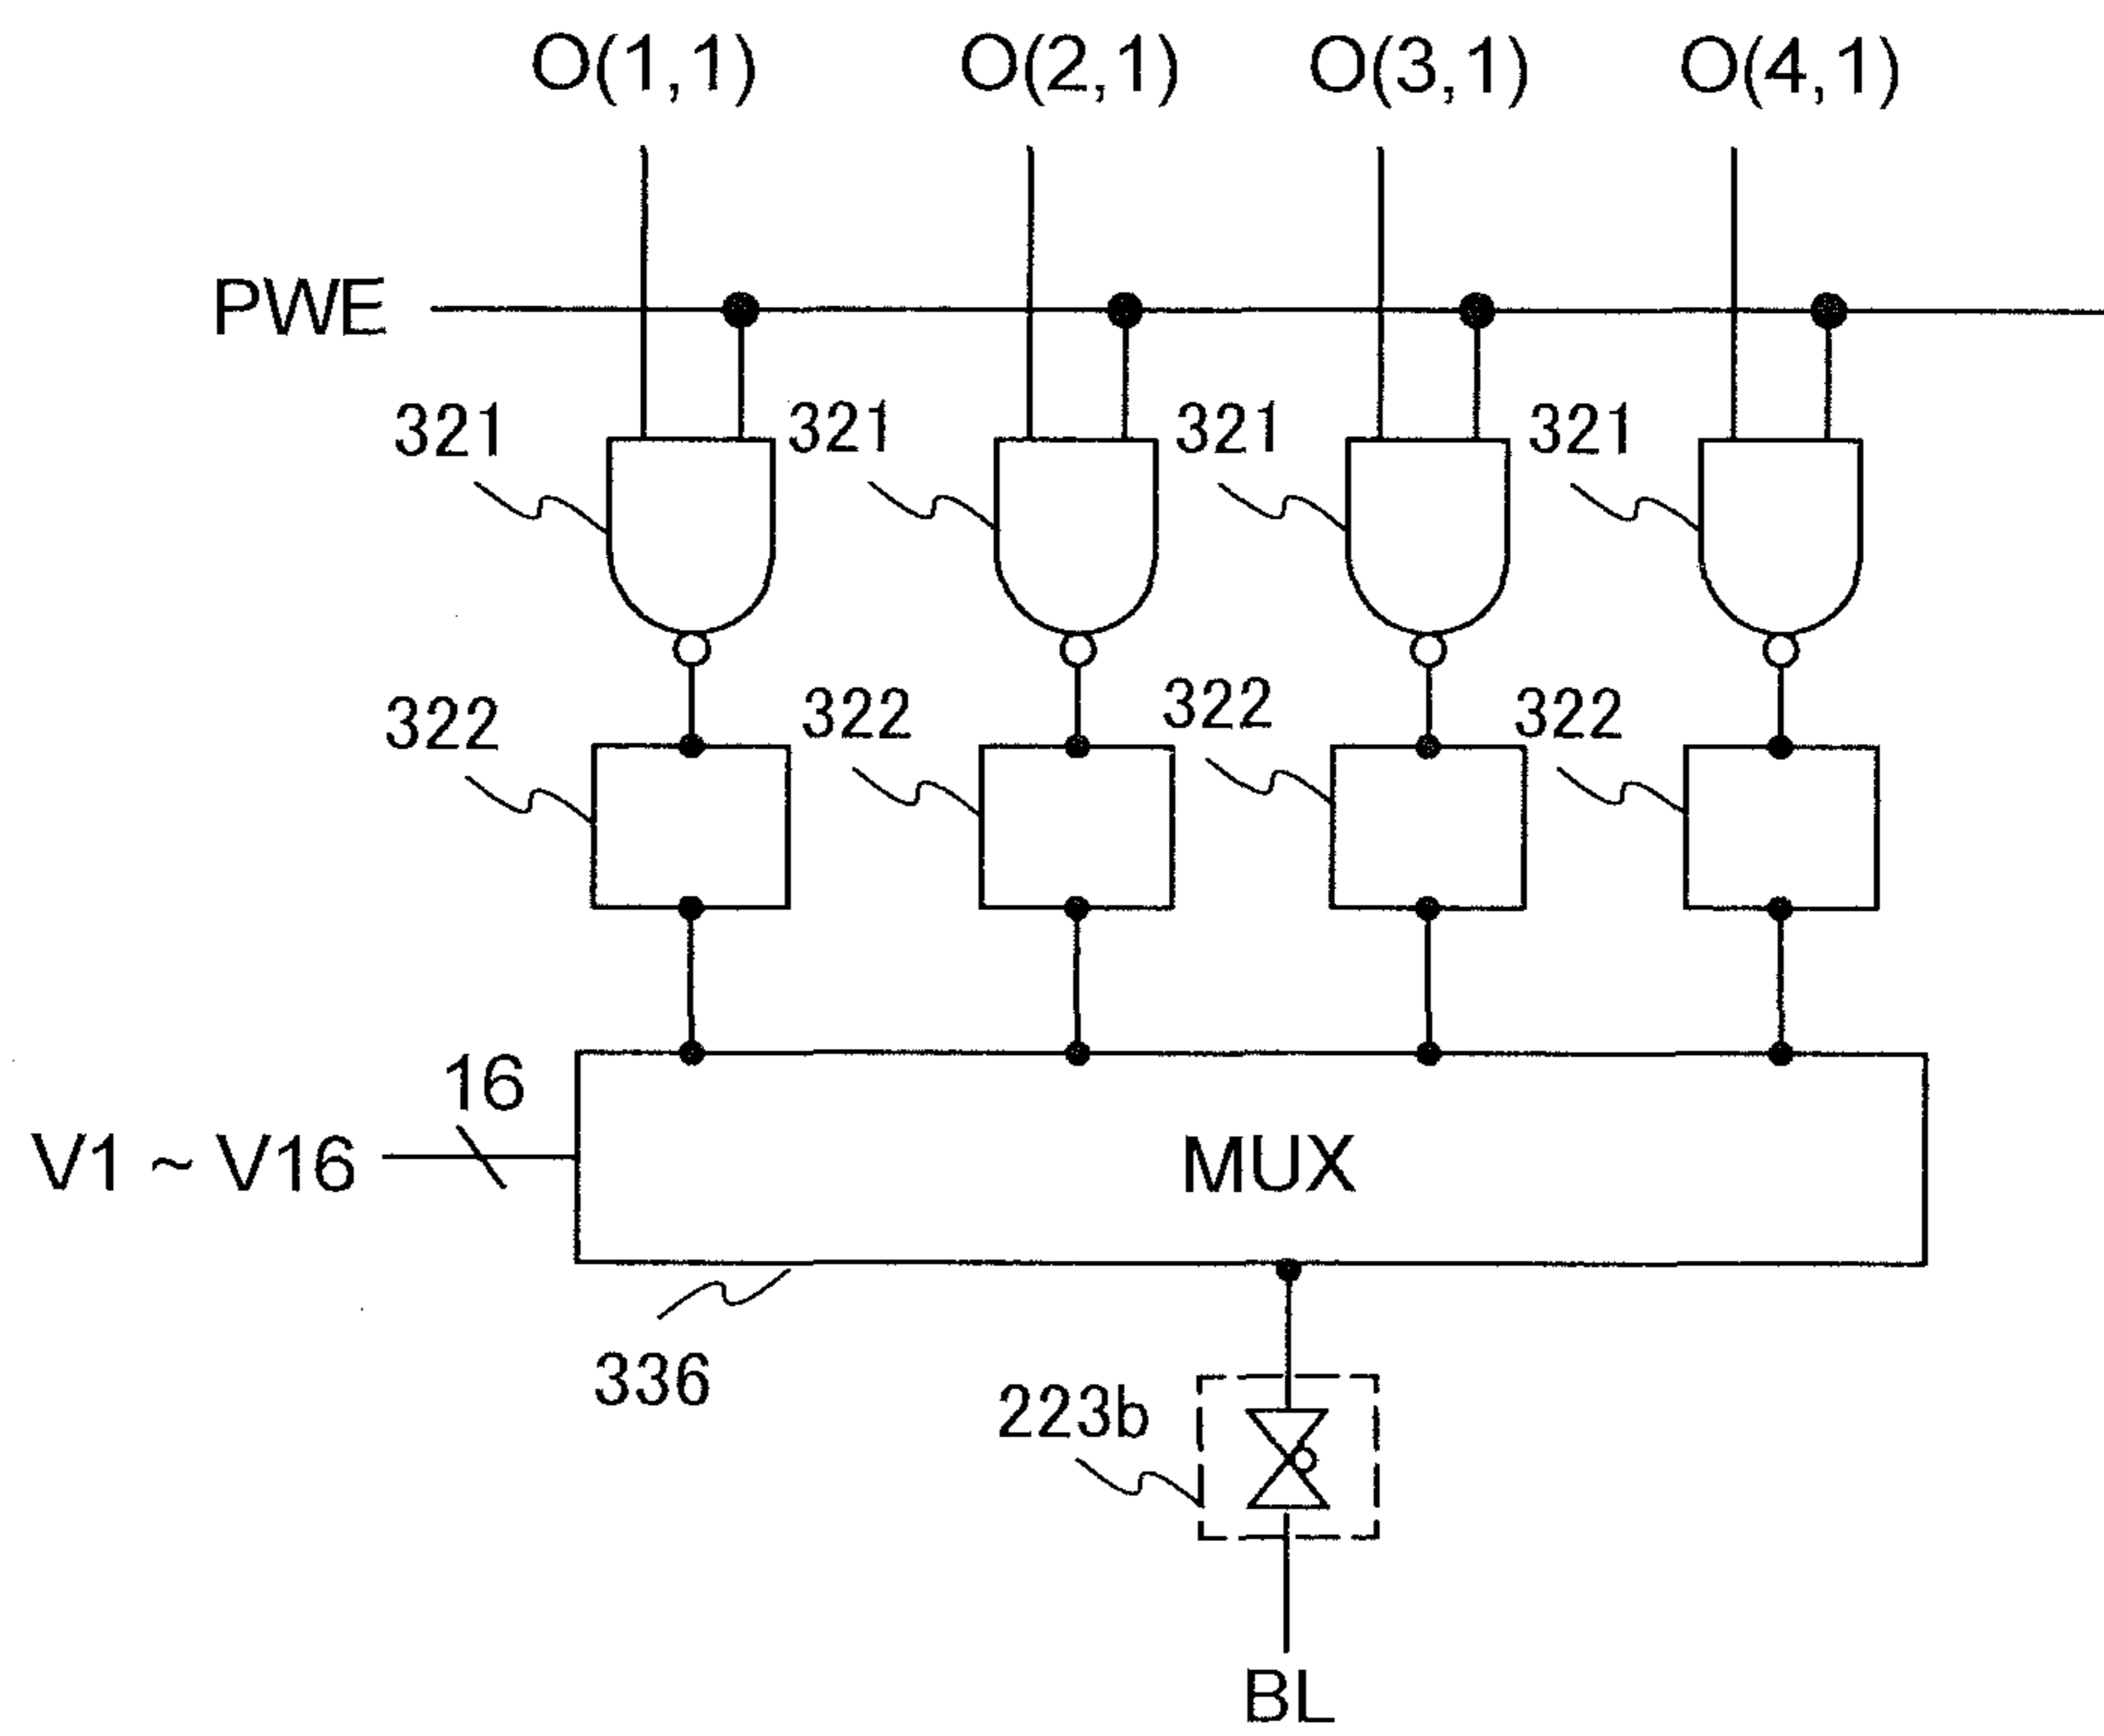 O(1,1) O(2,1) O(3,1) O(4,1)
PWE
321 321 321 321
322 322 322 322
16
V1 ~ V16
MUX
336
223b
BL